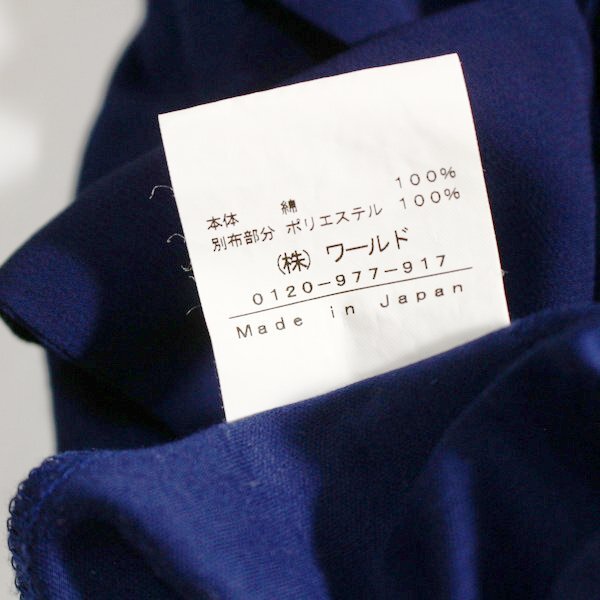 本体　　綿　　　　　　１００％
別布部分 ポリエステル １００％
（株）ワールド
０１２０－９７７－９１７
Ｍａｄｅ　ｉｎ　Ｊａｐａｎ